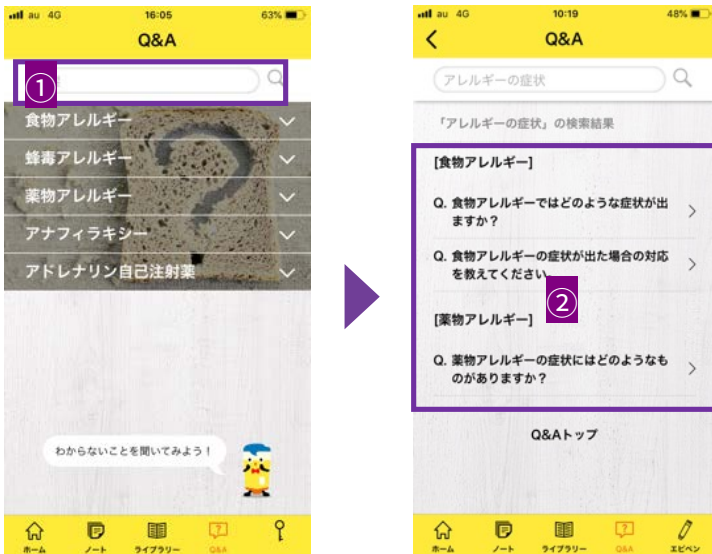 au 4G 16:05 63%
Q&A
①
食物アレルギー
蜂毒アレルギー
薬物アレルギー
アナフィラキシー
アドレナリン自己注射薬
わからないことを聞いてみよう！
ホーム ノート ライブラリー Q&A
au 4G 10:19 48%
Q&A
アレルギーの症状
「アレルギーの症状」の検索結果
[食物アレルギー]
Q. 食物アレルギーではどのような症状が出
ますか？
Q. 食物アレルギーの症状が出た場合の対応
を教えてください。
②
[薬物アレルギー]
Q. 薬物アレルギーの症状にはどのようなも
のがありますか？
Q&Aトップ
ホーム ノート ライブラリー Q&A エピペン